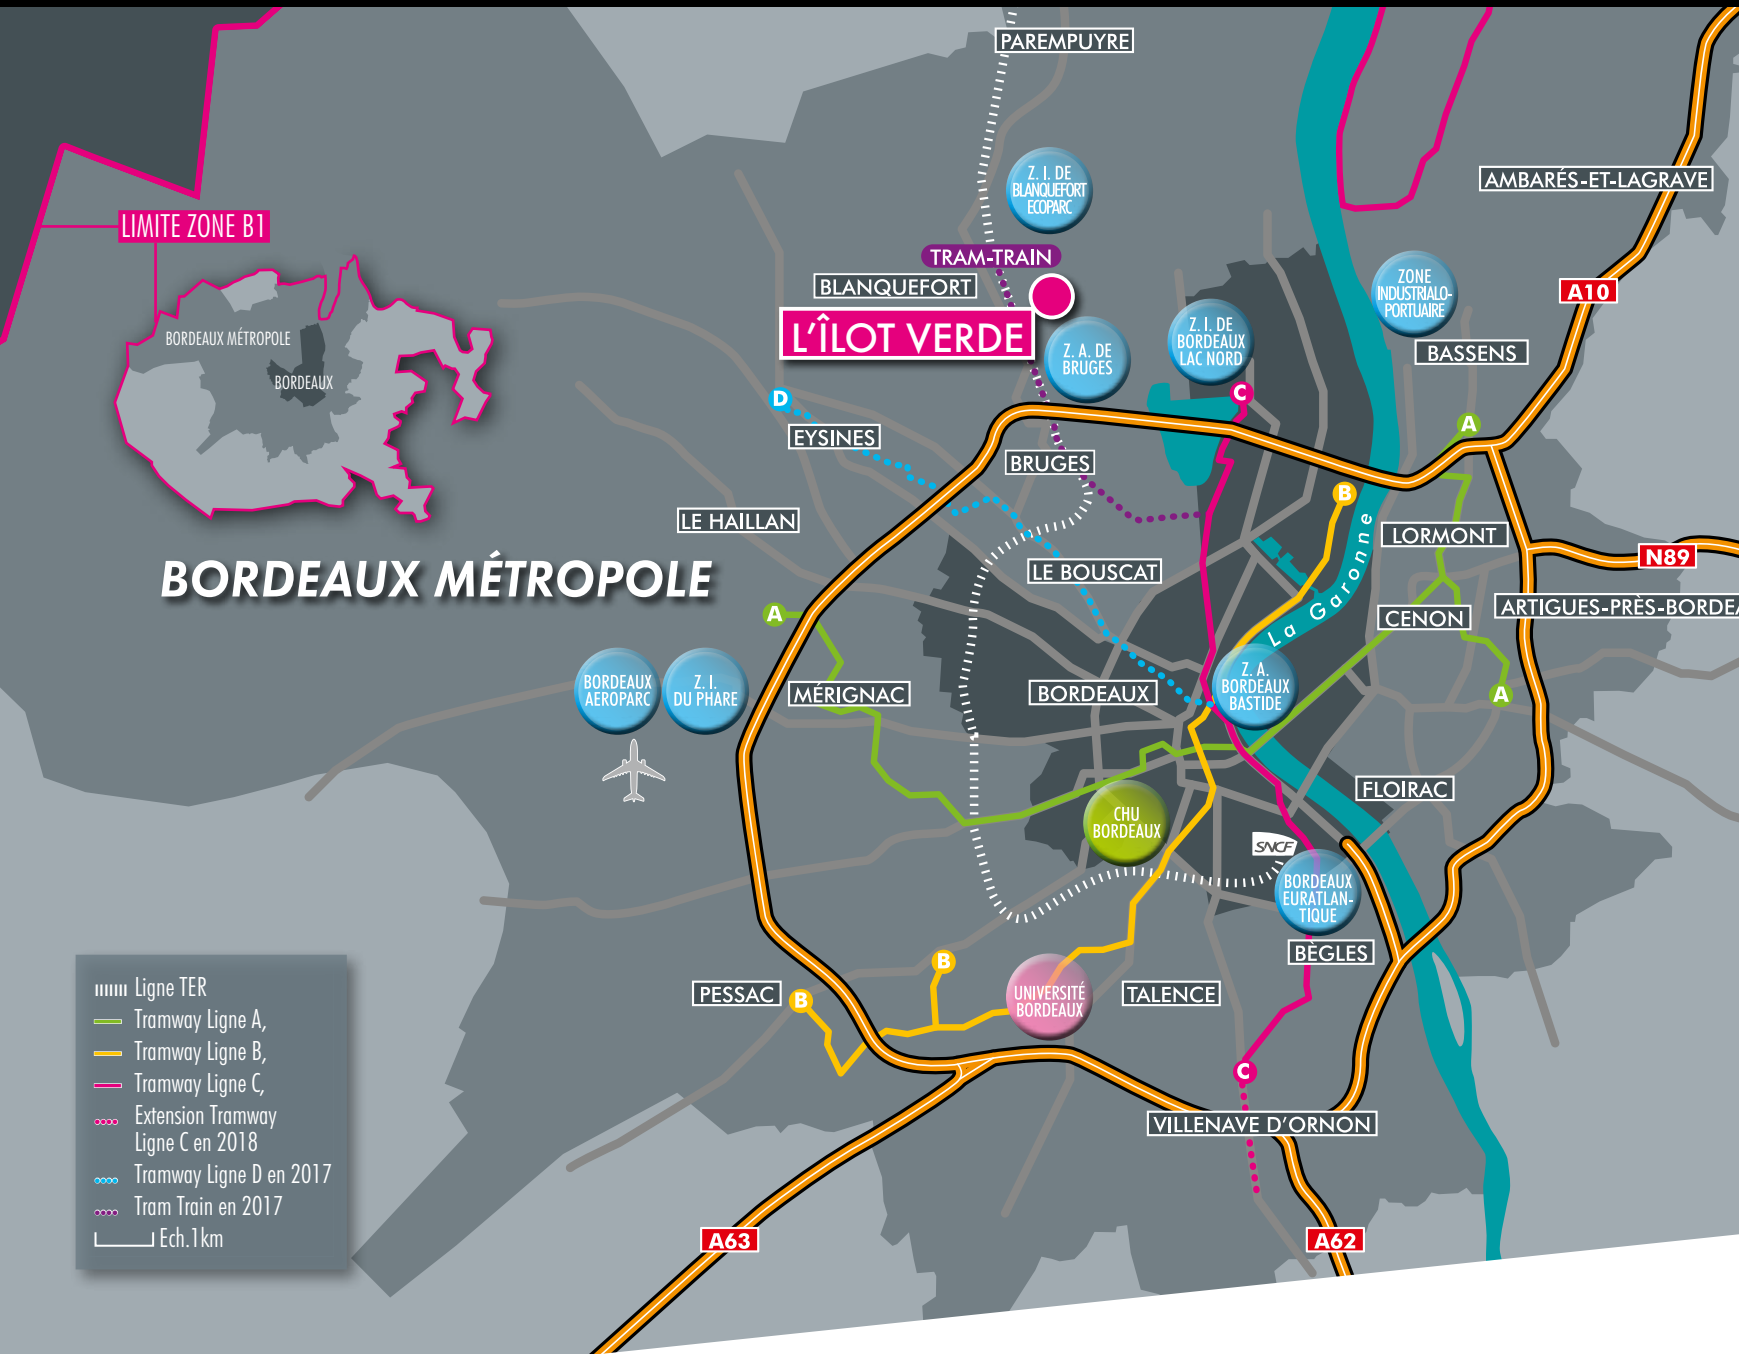 PAREMPUYRE
Z. I. DE
BLANQUEFORT
ECOPARC
AMBARÉS-ET-LAGRAVE
LIMITE ZONE B1
TRAM-TRAIN
BLANQUEFORT
ZONE
INDUSTRIALO-
PORTUAIRE
A10
L'ÎLOT VERDE
Z. I. DE
BORDEAUX
LAC NORD
BASSENS
BORDEAUX MÉTROPOLE
BORDEAUX
Z. A. DE
BRUGES
D
C
A
EYSINES
BRUGES
B
LE HAILLAN
LORMONT
La Garonne
N89
BORDEAUX MÉTROPOLE
LE BOUSCAT
A
CENON
ARTIGUES-PRÈS-BORDEA
BORDEAUX
AEROPARC
Z. I.
DU PHARE
MÉRIGNAC
BORDEAUX
Z. A.
BORDEAUX
BASTIDE
A
FLOIRAC
CHU
BORDEAUX
SNCF
BORDEAUX
EURATLAN-
TIQUE
BÈGLES
B
PESSAC
B
UNIVERSITÉ
BORDEAUX
TALENCE
C
VILLENAVE D'ORNON
A63
A62
Ligne TER
Tramway Ligne A,
Tramway Ligne B,
Tramway Ligne C,
Extension Tramway
Ligne C en 2018
Tramway Ligne D en 2017
Tram Train en 2017
Ech.1km